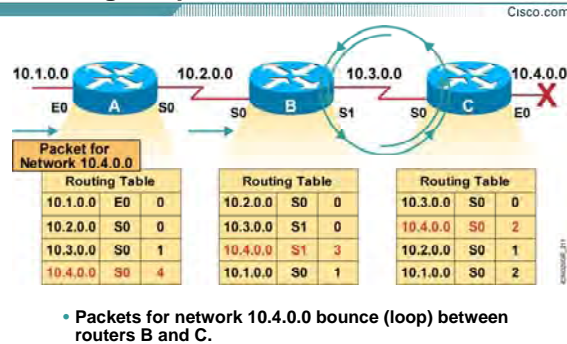 Cisco.com
10.1.0.0 10.2.0.0 10.3.0.0 10.4.0.0
E0 A S0 S0 B S1 S0 C E0
X
Packet for
Network 10.4.0.0
Routing Table
10.1.0.0 E0 0
10.2.0.0 S0 0
10.3.0.0 S0 1
10.4.0.0 S0 4
Routing Table
10.2.0.0 S0 0
10.3.0.0 S1 0
10.4.0.0 S1 3
10.1.0.0 S0 1
Routing Table
10.3.0.0 S0 0
10.4.0.0 S0 2
10.2.0.0 S0 1
10.1.0.0 S0 2
• Packets for network 10.4.0.0 bounce (loop) between
routers B and C.